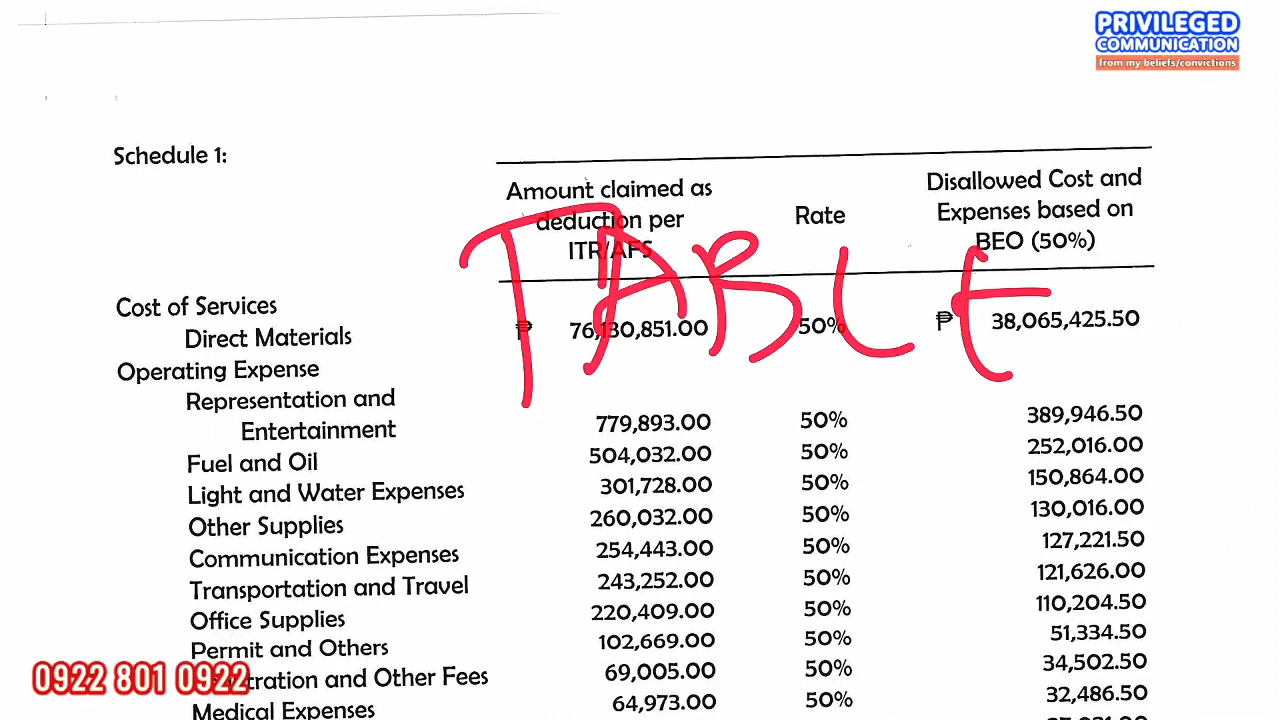 PRIVILEGED
COMMUNICATION
from my beliefs/convictions
Schedule 1:
Amount claimed as deduction per ITR/AFS Rate Disallowed Cost and Expenses based on BEO (50%)
TABLE
Cost of Services
Direct Materials ₱ 76,130,851.00 50% ₱ 38,065,425.50
Operating Expense
Representation and
Entertainment 779,893.00 50% 389,946.50
Fuel and Oil 504,032.00 50% 252,016.00
Light and Water Expenses 301,728.00 50% 150,864.00
Other Supplies 260,032.00 50% 130,016.00
Communication Expenses 254,443.00 50% 127,221.50
Transportation and Travel 243,252.00 50% 121,626.00
Office Supplies 220,409.00 50% 110,204.50
Permit and Others 102,669.00 50% 51,334.50
and Other Fees 69,005.00 50% 34,502.50
Medical Expenses 64,973.00 50% 32,486.50
0922 801 0922